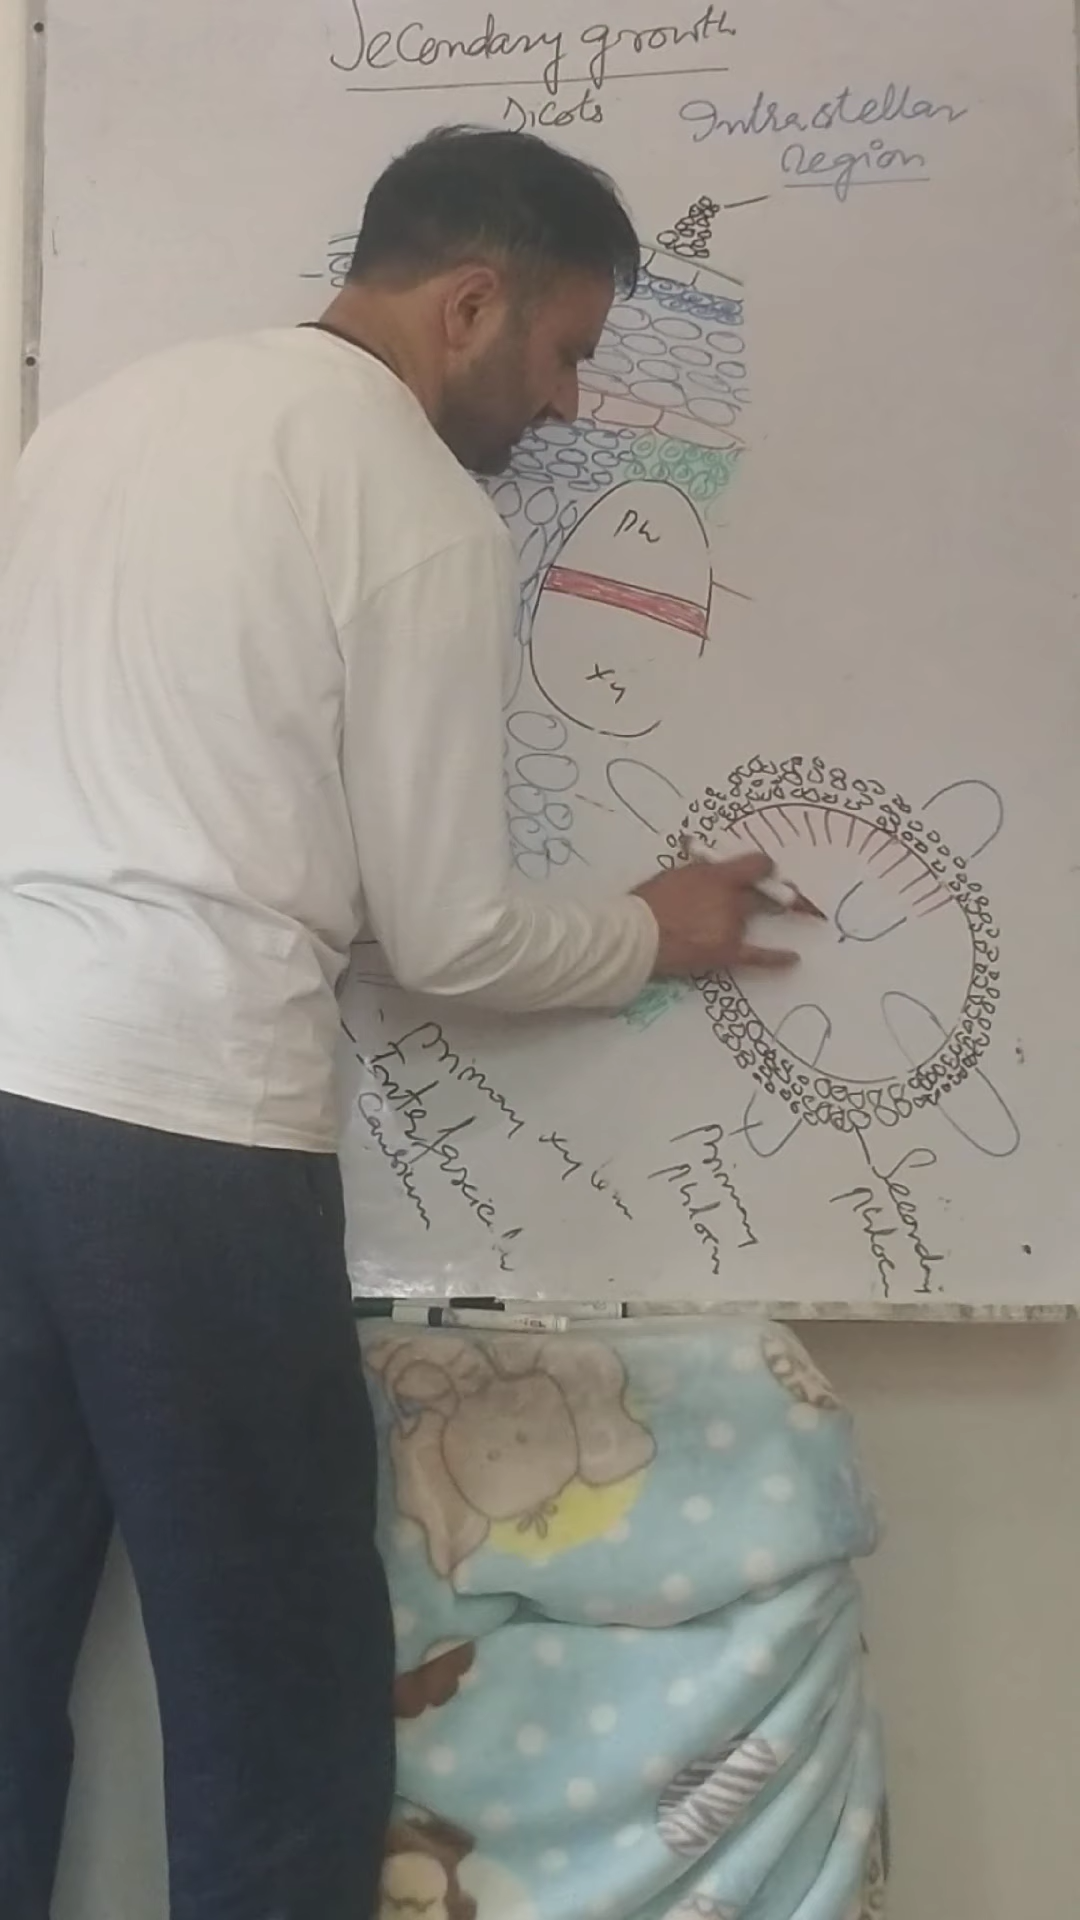 Secondary growth
Dicots
Intrastellar
region
Ph
Xy
Primary xylem
Interfascicular
Cambium
Primary
Phloem
Secondary
Phloem